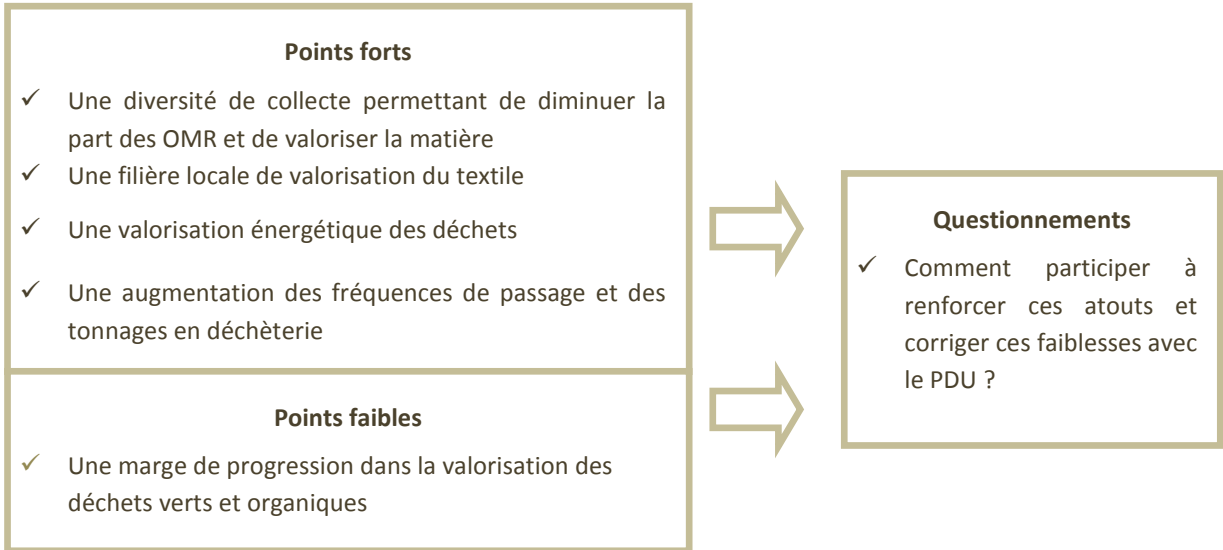 Points forts
✓ Une diversité de collecte permettant de diminuer la
part des OMR et de valoriser la matière
✓ Une filière locale de valorisation du textile
✓ Une valorisation énergétique des déchets
✓ Une augmentation des fréquences de passage et des
tonnages en déchèterie
Points faibles
✓ Une marge de progression dans la valorisation des
déchets verts et organiques
Questionnements
✓ Comment participer à
renforcer ces atouts et
corriger ces faiblesses avec
le PDU ?